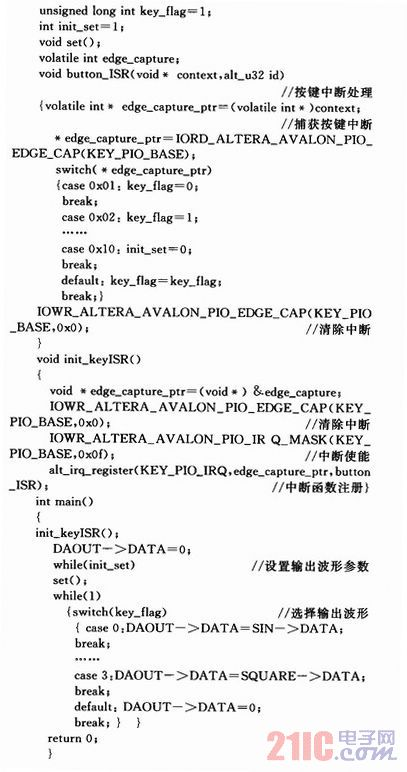 unsigned long int key_flag=1;
int init_set=1;
void set();
volatile int edge_capture;
void button_ISR(void* context,alt_u32 id)
//按键中断处理
{volatile int* edge_capture_ptr=(volatile int*)context;
//捕获按键中断
* edge_capture_ptr=IORD_ALTERA_AVALON_PIO_
EDGE_CAP(KEY_PIO_BASE);
switch(*edge_capture_ptr)
{case 0x01: key_flag=0;
break;
case 0x02: key_flag=1;
……
case 0x10: init_set=0;
break;
default: key_flag=key_flag;
break;}
IOWR_ALTERA_AVALON_PIO_EDGE_CAP(KEY_PIO
_BASE,0x0); //清除中断
}
void init_keyISR()
{
void *edge_capture_ptr=(void*) &edge_capture;
IOWR_ALTERA_AVALON_PIO_EDGE_CAP(KEY_
PIO_BASE,0x0); //清除中断
IOWR_ALTERA_AVALON_PIO_IR Q_MASK(KEY_
PIO_BASE,0x0f); //中断使能
alt_irq_register(KEY_PIO_IRQ,edge_capture_ptr,button
_ISR); //中断函数注册}
int main()
{
init_keyISR();
DAOUT->DATA=0;
while(init_set) //设置输出波形参数
set();
while(1)
{switch(key_flag) //选择输出波形
{ case 0:DAOUT->DATA=SIN->DATA;
break;
……
case 3:DAOUT->DATA=SQUARE->DATA;
break;
default: DAOUT->DATA=0;
break; } }
return 0;
}
21IC电子网
.com